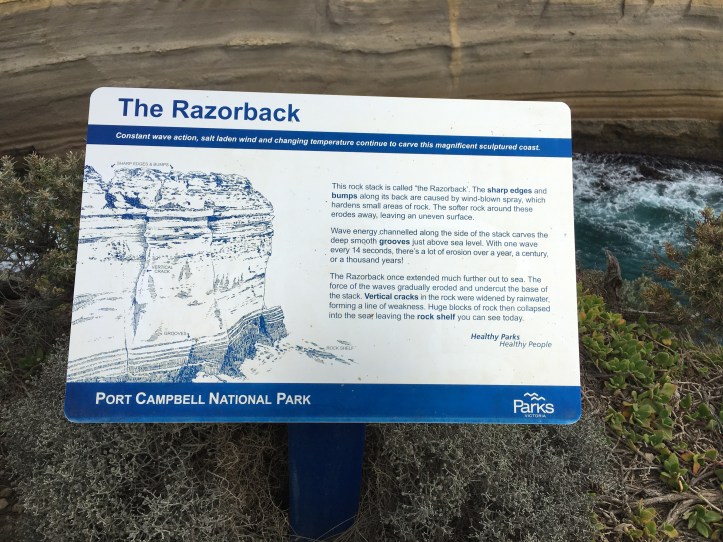 The Razorback
Constant wave action, salt laden wind and changing temperature continue to carve this magnificent sculptured coast.
SHARP EDGES & BUMPS
VERTICAL
CRACK
GROOVES
ROCK SHELF
This rock stack is called 'the Razorback'. The sharp edges and
bumps along its back are caused by wind-blown spray, which
hardens small areas of rock. The softer rock around these
erodes away, leaving an uneven surface.
Wave energy channelled along the side of the stack carves the
deep smooth grooves just above sea level. With one wave
every 14 seconds, there's a lot of erosion over a year, a century,
or a thousand years!
The Razorback once extended much further out to sea. The
force of the waves gradually eroded and undercut the base of
the stack. Vertical cracks in the rock were widened by rainwater,
forming a line of weakness. Huge blocks of rock then collapsed
into the sea, leaving the rock shelf you can see today.
Healthy Parks
Healthy People
PORT CAMPBELL NATIONAL PARK
Parks
VICTORIA